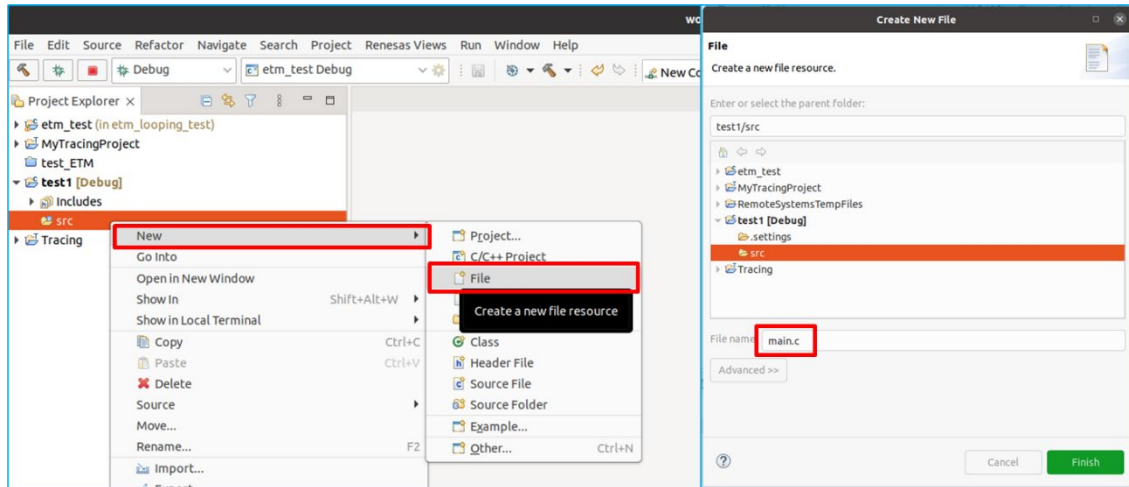 wo
File Edit Source Refactor Navigate Search Project Renesas Views Run Window Help
Debug
etm_test Debug
New Co
Project Explorer
etm_test (in etm_looping_test)
MyTracingProject
test_ETM
test1 [Debug]
Includes
src
Tracing
New
Go Into
Open in New Window
Show In Shift+Alt+W
Show in Local Terminal
Copy Ctrl+C
Paste Ctrl+V
Delete
Source
Move...
Rename... F2
Import...
Project...
C/C++ Project
File
Create a new file resource
Class
Header File
Source File
Source Folder
Example...
Other... Ctrl+N
Create New File
File
Create a new file resource.
Enter or select the parent folder:
test1/src
etm_test
MyTracingProject
RemoteSystemsTempFiles
test1 [Debug]
.settings
src
Tracing
File name:
main.c
Advanced >>
Cancel
Finish